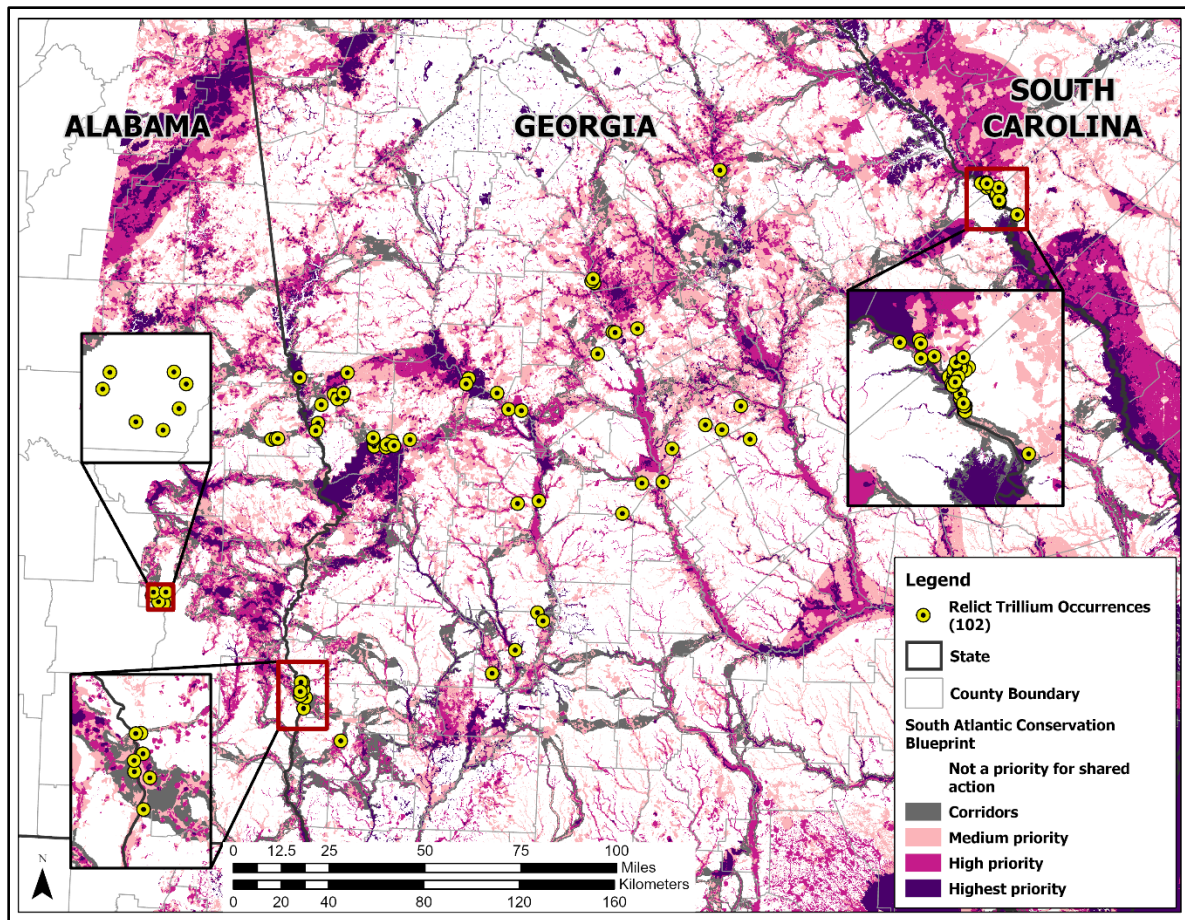 ALABAMA
GEORGIA
SOUTH
CAROLINA
Legend
Relict Trillium Occurrences
(102)
State
County Boundary
South Atlantic Conservation
Blueprint
Not a priority for shared
action
Corridors
Medium priority
High priority
Highest priority
N
0 12.5 25 50 75 100
Miles
Kilometers
0 20 40 80 120 160